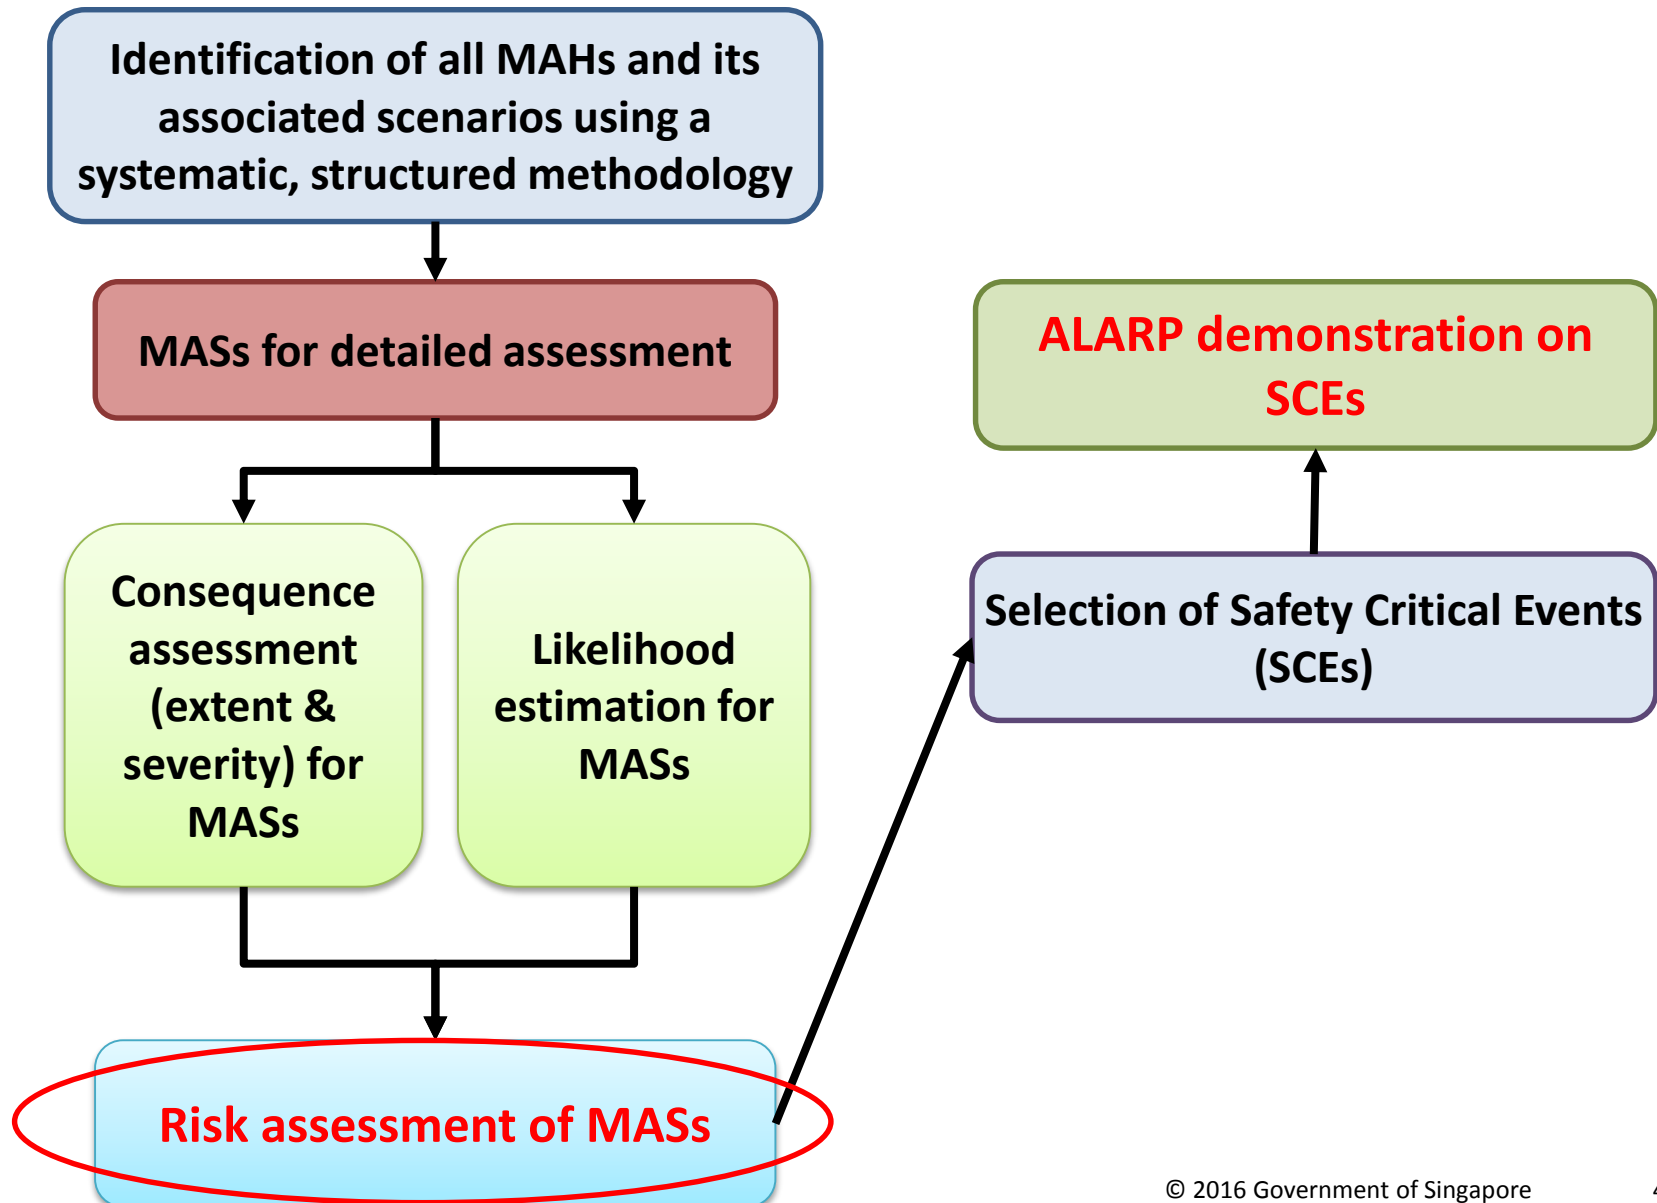 Identification of all MAHs and its
associated scenarios using a
systematic, structured methodology
MASs for detailed assessment
Consequence
assessment
(extent &
severity) for
MASs
Likelihood
estimation for
MASs
Risk assessment of MASs
ALARP demonstration on
SCEs
Selection of Safety Critical Events
(SCEs)
© 2016 Government of Singapore